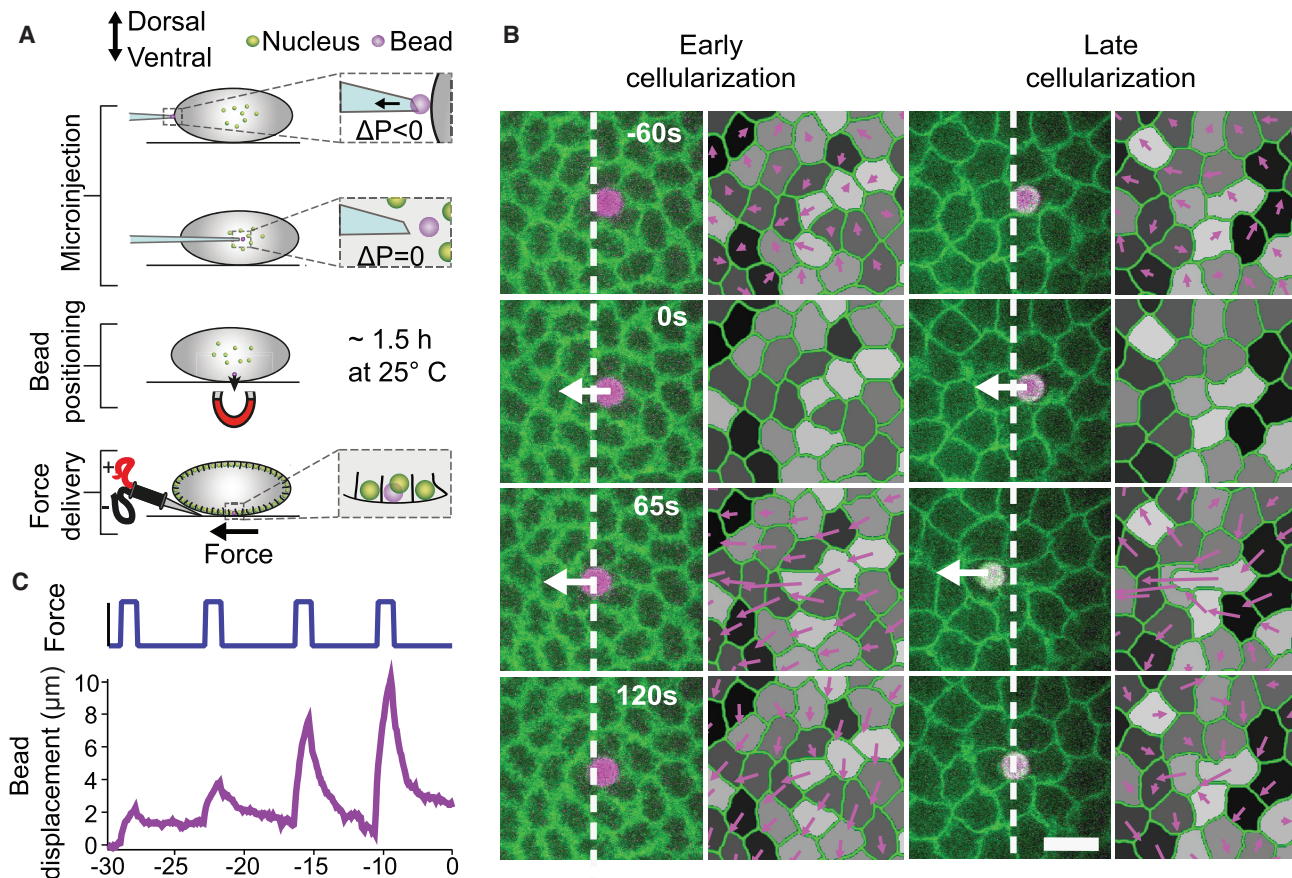 A
Dorsal
Ventral
Nucleus
Bead
Microinjection
ΔP<0
ΔP=0
Bead
positioning
~ 1.5 h
at 25° C
Force
delivery
+
-
Force
B
Early
cellularization
Late
cellularization
-60s
0s
65s
120s
C
Force
Bead
displacement (µm)
10
8
6
4
2
0
-30
-25
-20
-15
-10
0